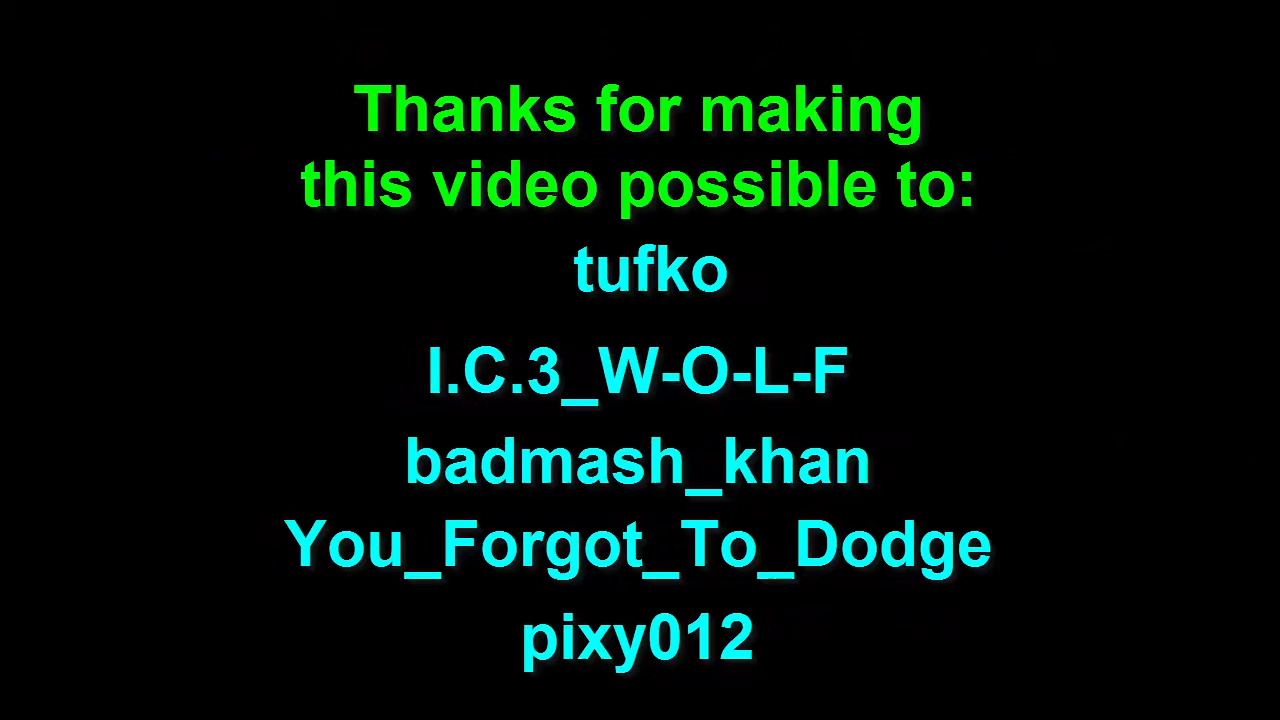 Thanks for making
this video possible to:
tufko
I.C.3_W-O-L-F
badmash_khan
You_Forgot_To_Dodge
pixy012